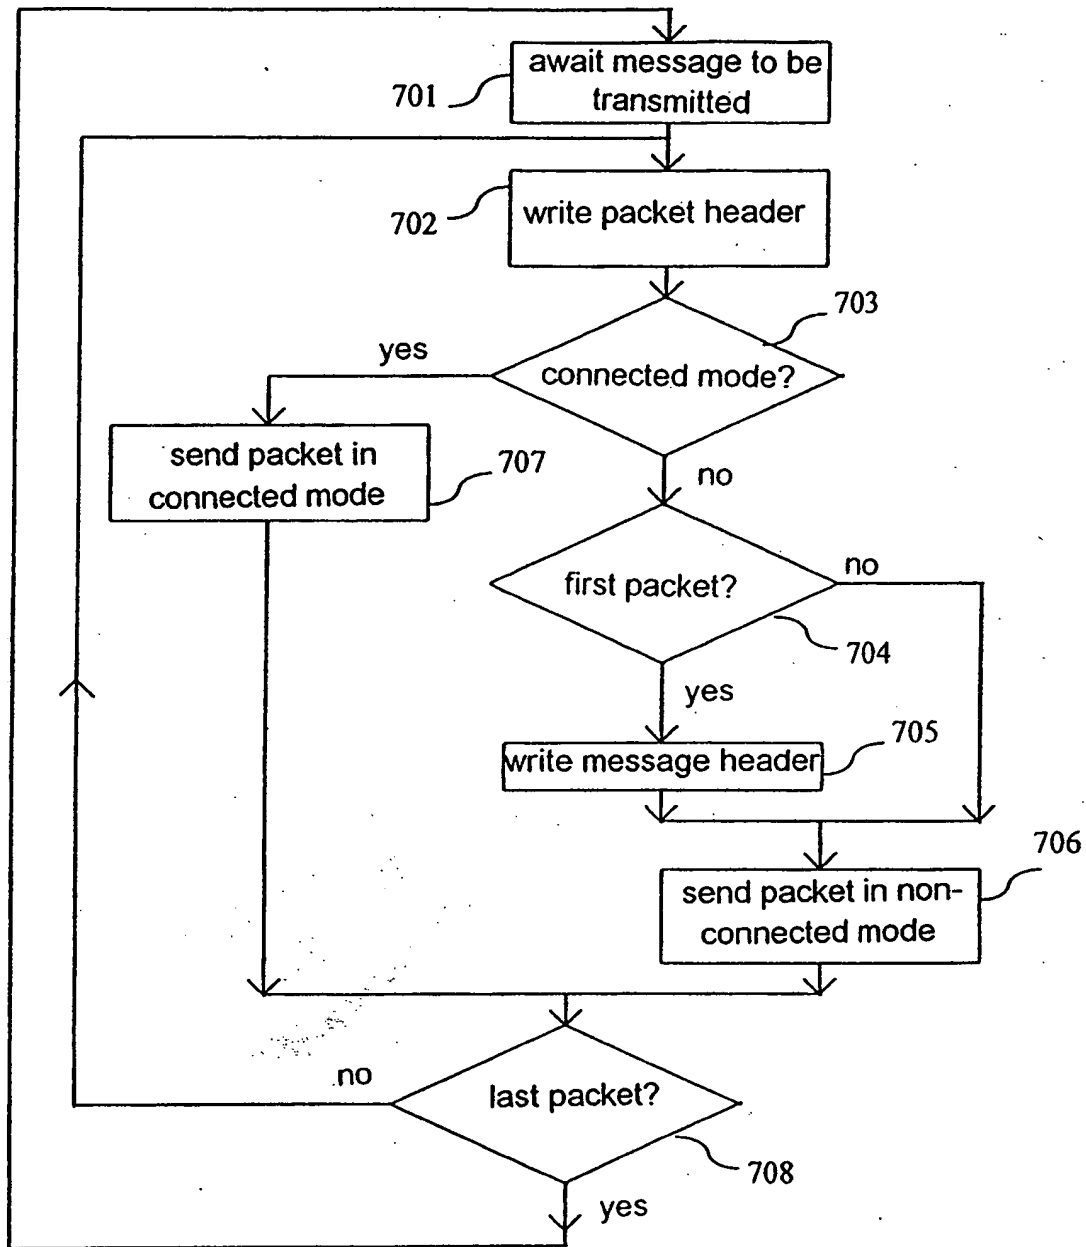 await message to be
transmitted
701
write packet header
702
703
connected mode?
yes
send packet in
connected mode
707
no
first packet?
no
704
yes
write message header
705
706
send packet in non-
connected mode
last packet?
no
708
yes